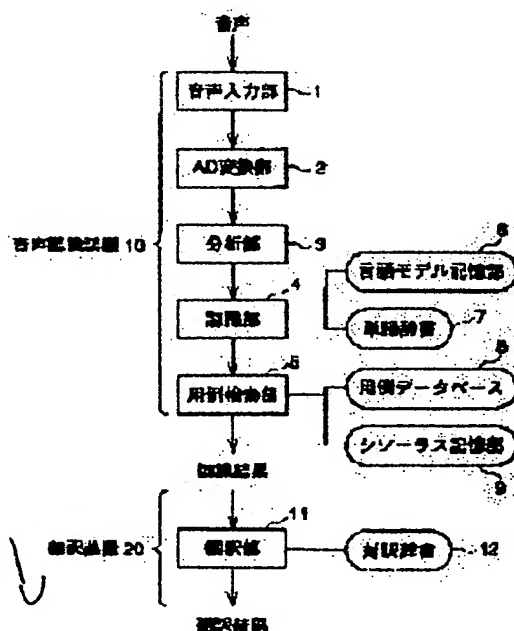 音声
音声入力部
1
AD変換部
2
音声認識装置 10
分析部
3
4
認識部
6
言語モデル記憶部
単語辞書
7
5
用例検索部
8
用例データベース
シソーラス記憶部
9
認識結果
11
翻訳装置 20
翻訳部
対訳辞書
12
翻訳結果